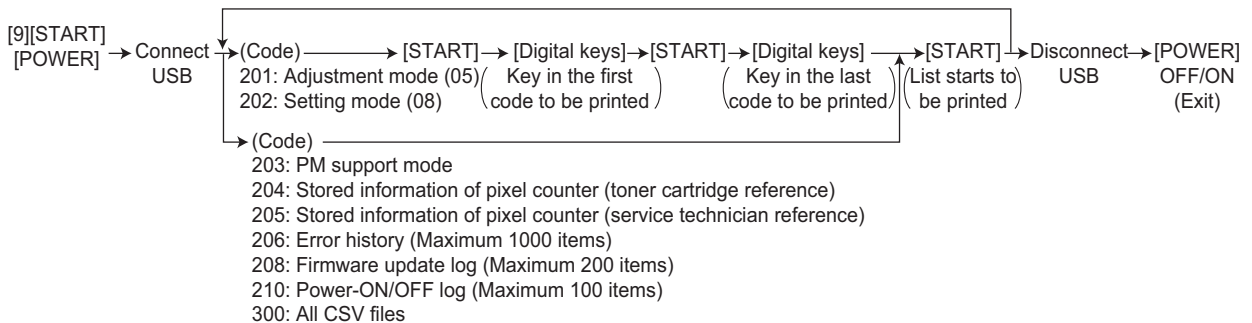 [9][START]
[POWER]
Connect
USB
(Code)
[START]
[Digital keys]
[START]
[Digital keys]
[START]
Disconnect
USB
[POWER]
OFF/ON
(Exit)
201: Adjustment mode (05)
202: Setting mode (08)
(Key in the first
code to be printed)
(Key in the last
code to be printed)
(List starts to
be printed)
(Code)
203: PM support mode
204: Stored information of pixel counter (toner cartridge reference)
205: Stored information of pixel counter (service technician reference)
206: Error history (Maximum 1000 items)
208: Firmware update log (Maximum 200 items)
210: Power-ON/OFF log (Maximum 100 items)
300: All CSV files